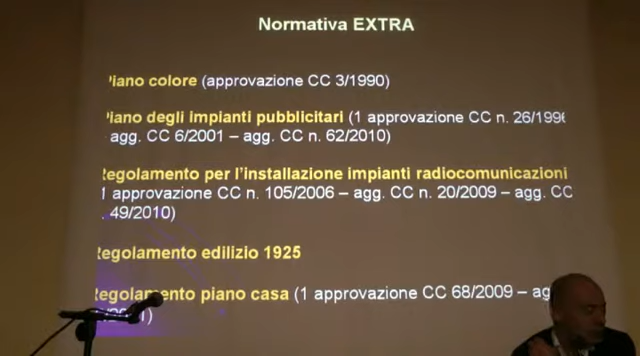 Normativa EXTRA
iano colore (approvazione CC 3/1990)
iano degli impianti pubblicitari (1 approvazione CC n. 26/1996
agg. CC 6/2001 – agg. CC n. 62/2010)
egolamento per l'installazione impianti radiocomunicazioni
1 approvazione CC n. 105/2006 – agg. CC n. 20/2009 – agg. CC
. 49/2010)
egolamento edilizio 1925
egolamento piano casa (1 approvazione CC 68/2009 – ag